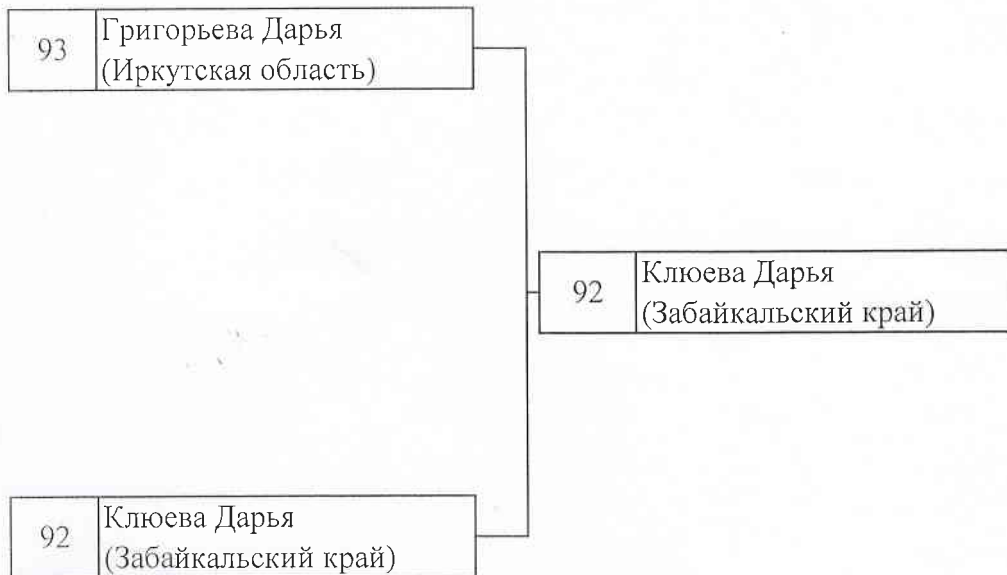 93
Григорьева Дарья
(Иркутская область)
92
Клюева Дарья
(Забайкальский край)
92
Клюева Дарья
(Забайкальский край)